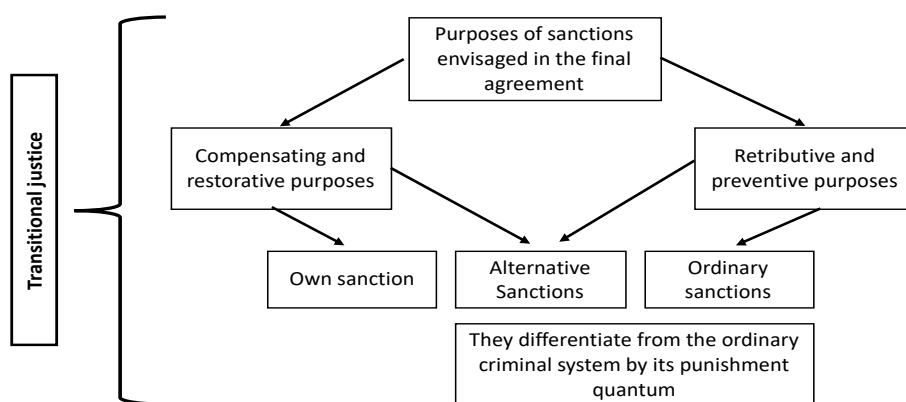 Transitional justice
Purposes of sanctions
envisaged in the final
agreement
Compensating and
restorative purposes
Retributive and
preventive purposes
Own sanction
Alternative
Sanctions
Ordinary
sanctions
They differentiate from the ordinary
criminal system by its punishment
quantum